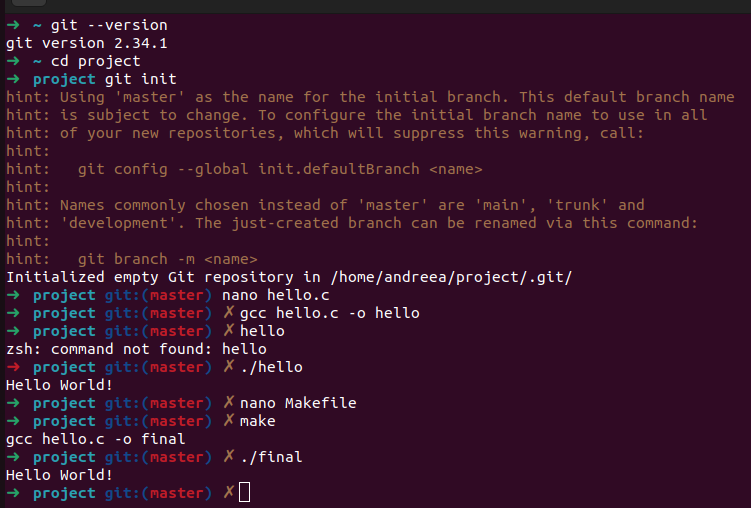 ➜ ~ git --version
git version 2.34.1
➜ ~ cd project
➜ project git init
hint: Using 'master' as the name for the initial branch. This default branch name
hint: is subject to change. To configure the initial branch name to use in all
hint: of your new repositories, which will suppress this warning, call:
hint:
hint:   git config --global init.defaultBranch <name>
hint:
hint: Names commonly chosen instead of 'master' are 'main', 'trunk' and
hint: 'development'. The just-created branch can be renamed via this command:
hint:
hint:   git branch -m <name>
Initialized empty Git repository in /home/andreea/project/.git/
➜ project git:(master) nano hello.c
➜ project git:(master) ✗ gcc hello.c -o hello
➜ project git:(master) ✗ hello
zsh: command not found: hello
➜ project git:(master) ✗ ./hello
Hello World!
➜ project git:(master) ✗ nano Makefile
➜ project git:(master) ✗ make
gcc hello.c -o final
➜ project git:(master) ✗ ./final
Hello World!
➜ project git:(master) ✗